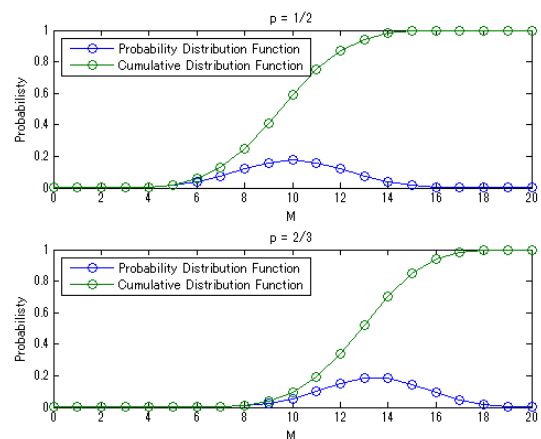 p = 1/2
1
0.8
0.6
0.4
0.2
0
Probabilisty
Probability Distribution Function
Cumulative Distribution Function
0 2 4 6 8 10 12 14 16 18 20
M
p = 2/3
1
0.8
0.6
0.4
0.2
0
Probabilisty
Probability Distribution Function
Cumulative Distribution Function
0 2 4 6 8 10 12 14 16 18 20
M